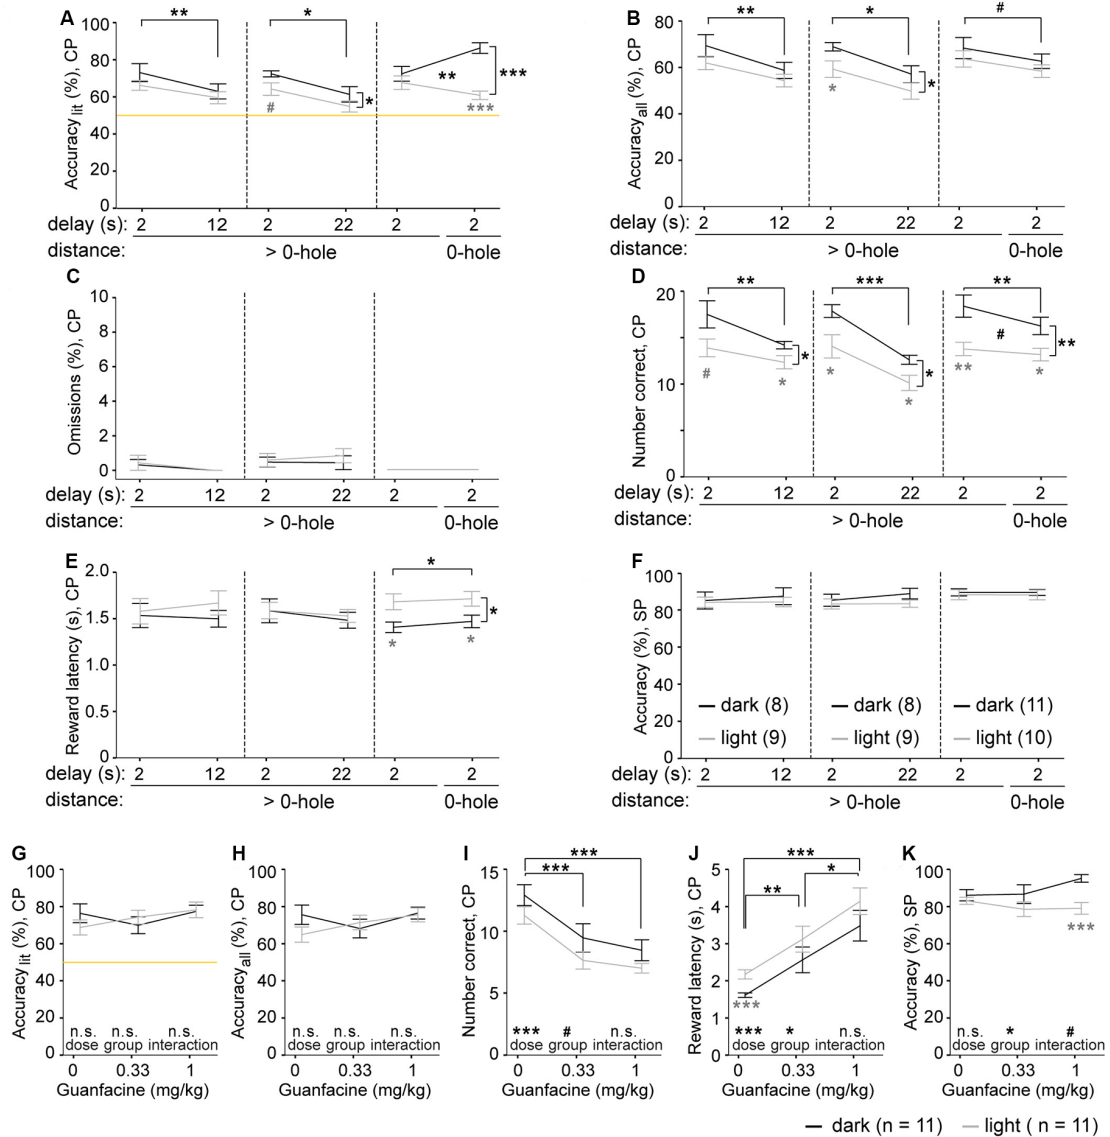 A
Accuracy lit (%), CP
100
80
60
40
20
0
** * ** ***
# * ***
delay (s): 2 12 2 22 2 2
distance: > 0-hole 0-hole
B
Accuracy all (%), CP
80
60
40
20
0
** * #
* *
delay (s): 2 12 2 22 2 2
distance: > 0-hole 0-hole
C
Omissions (%), CP
10
8
6
4
2
0
delay (s): 2 12 2 22 2 2
distance: > 0-hole 0-hole
D
Number correct, CP
20
10
0
** *** **
* * # **
# * * * ** *
delay (s): 2 12 2 22 2 2
distance: > 0-hole 0-hole
E
Reward latency (s), CP
2.0
1.5
1.0
0.5
0
*
*
* *
delay (s): 2 12 2 22 2 2
distance: > 0-hole 0-hole
F
Accuracy (%), SP
100
80
60
40
20
0
dark (8) dark (8) dark (11)
light (9) light (9) light (10)
delay (s): 2 12 2 22 2 2
distance: > 0-hole 0-hole
G
Accuracy lit (%), CP
100
80
60
40
20
0
n.s. n.s. n.s.
dose group interaction
0 0.33 1
Guanfacine (mg/kg)
H
Accuracy all (%), CP
100
80
60
40
20
0
n.s. n.s. n.s.
dose group interaction
0 0.33 1
Guanfacine (mg/kg)
I
Number correct, CP
15
10
5
0
***
***
*** # n.s.
dose group interaction
0 0.33 1
Guanfacine (mg/kg)
J
Reward latency (s), CP
5
4
3
2
1
0
***
** *
***
*** * n.s.
dose group interaction
0 0.33 1
Guanfacine (mg/kg)
K
Accuracy (%), SP
100
80
60
40
20
0
***
n.s. * #
dose group interaction
0 0.33 1
Guanfacine (mg/kg)
dark (n = 11) light ( n = 11)